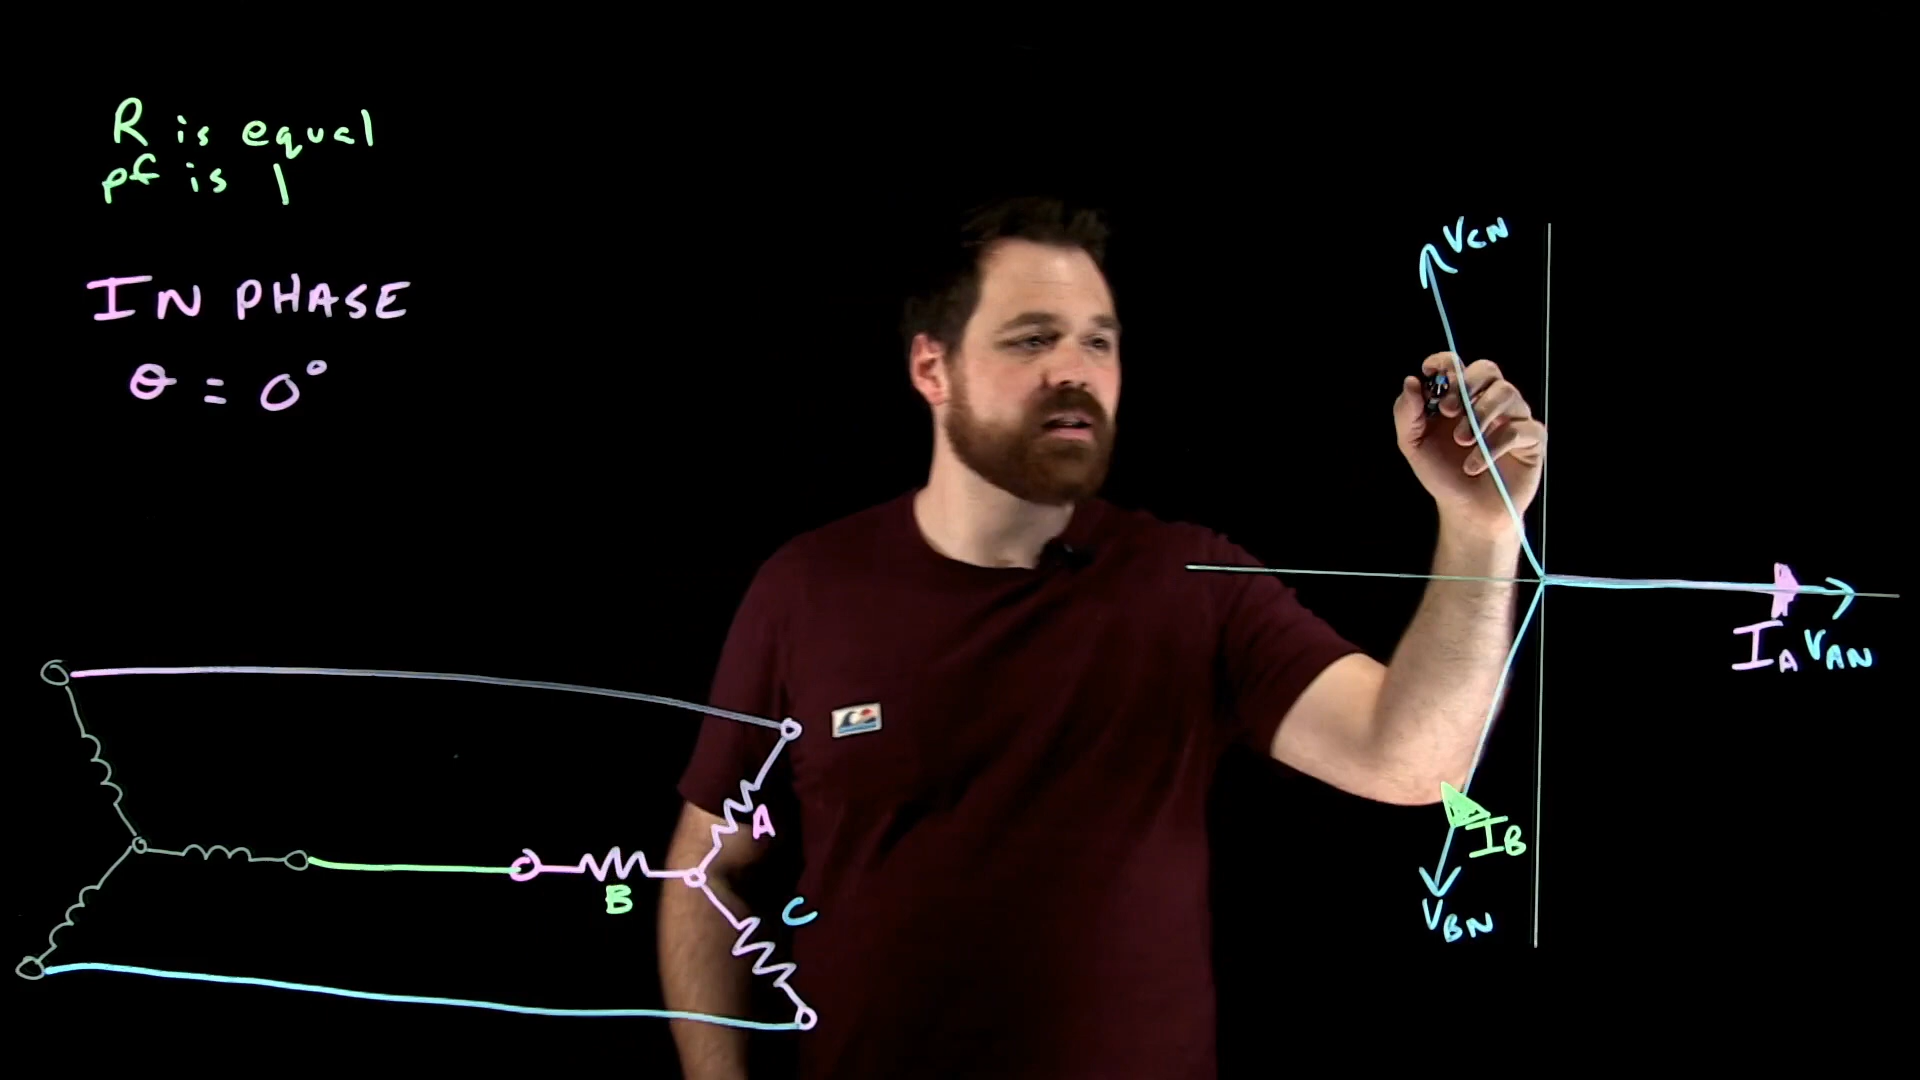 R is equal
pf is 1
IN PHASE
θ = 0°
VCN
IA VAN
IB
VBN
A
B
C